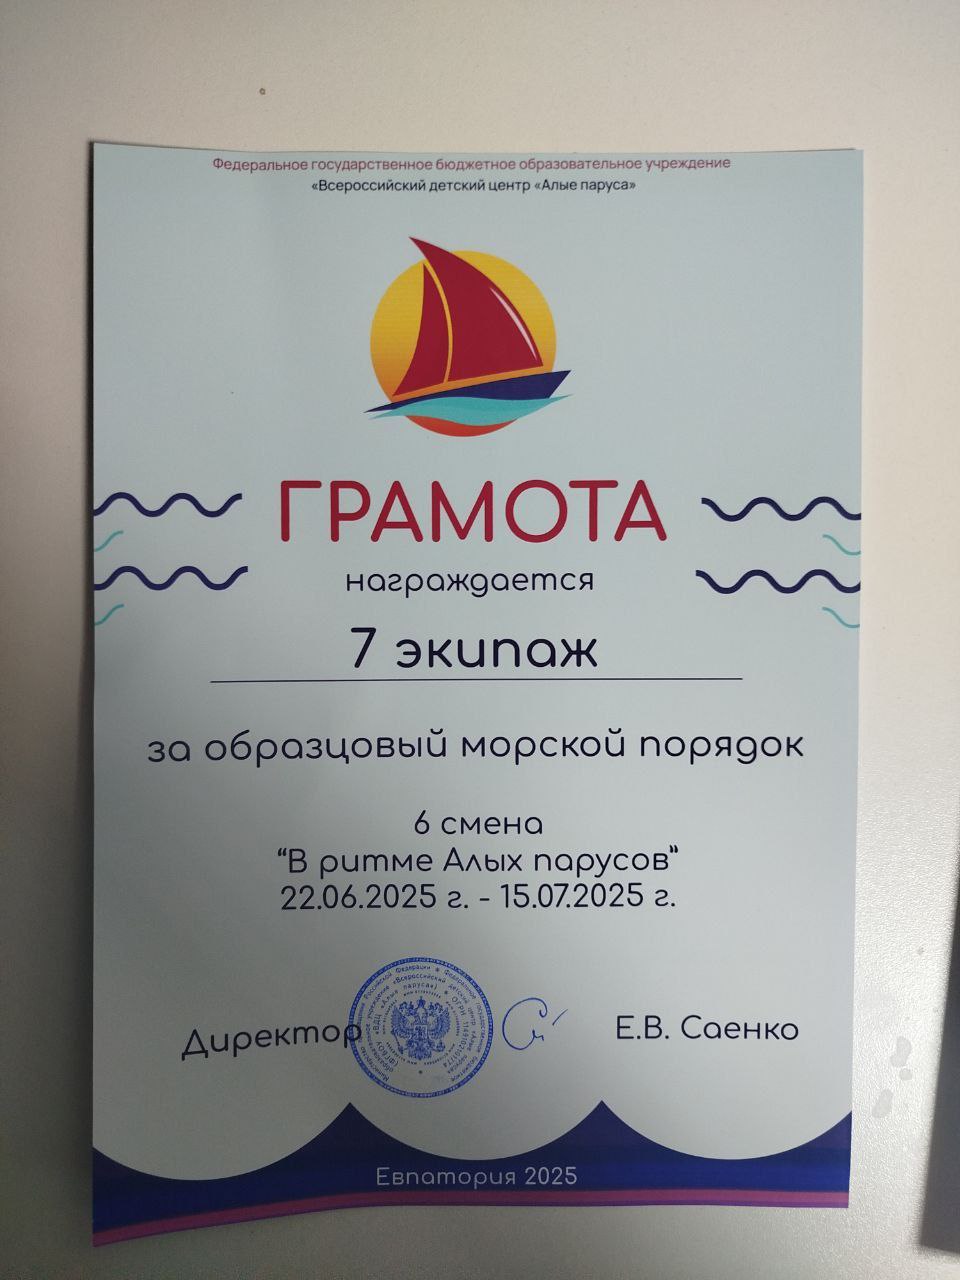 Федеральное государственное бюджетное образовательное учреждение
«Всероссийский детский центр «Алые паруса»
ГРАМОТА
награждается
7 экипаж
за образцовый морской порядок
6 смена
“В ритме Алых парусов”
22.06.2025 г. - 15.07.2025 г.
Директор
Е.В. Саенко
Евпатория 2025